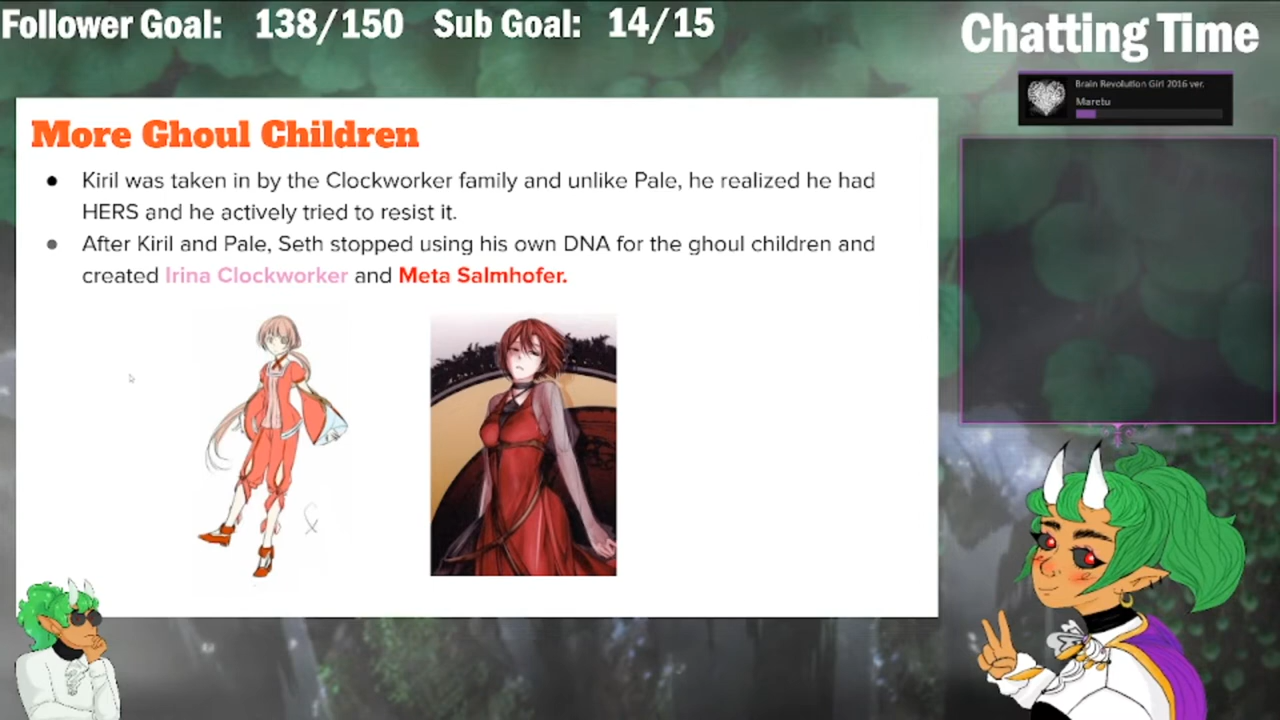 Follower Goal: 138/150 Sub Goal: 14/15
Chatting Time
Brain Revolution Girl 2016 ver.
Maretu
More Ghoul Children
● Kiril was taken in by the Clockworker family and unlike Pale, he realized he had
HERS and he actively tried to resist it.
● After Kiril and Pale, Seth stopped using his own DNA for the ghoul children and
created Irina Clockworker and Meta Salmhofer.